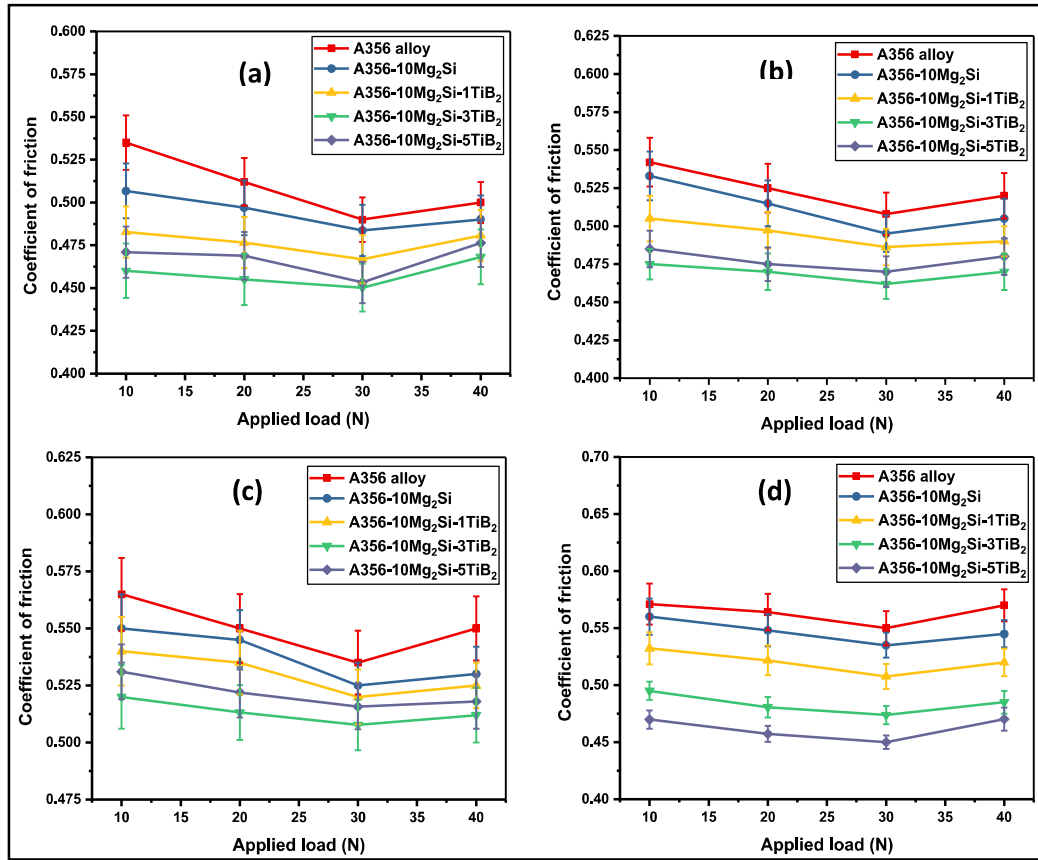 (a)
A356 alloy
A356-10Mg₂Si
A356-10Mg₂Si-1TiB₂
A356-10Mg₂Si-3TiB₂
A356-10Mg₂Si-5TiB₂
Coefficient of friction
0.600
0.575
0.550
0.525
0.500
0.475
0.450
0.425
0.400
10 15 20 25 30 35 40
Applied load (N)
(b)
A356 alloy
A356-10Mg₂Si
A356-10Mg₂Si-1TiB₂
A356-10Mg₂Si-3TiB₂
A356-10Mg₂Si-5TiB₂
Coefficient of friction
0.625
0.600
0.575
0.550
0.525
0.500
0.475
0.450
0.425
0.400
10 15 20 25 30 35 40
Applied load (N)
(c)
A356 alloy
A356-10Mg₂Si
A356-10Mg₂Si-1TiB₂
A356-10Mg₂Si-3TiB₂
A356-10Mg₂Si-5TiB₂
Coefficient of friction
0.625
0.600
0.575
0.550
0.525
0.500
0.475
10 15 20 25 30 35 40
Applied load (N)
(d)
A356 alloy
A356-10Mg₂Si
A356-10Mg₂Si-1TiB₂
A356-10Mg₂Si-3TiB₂
A356-10Mg₂Si-5TiB₂
Coefficient of friction
0.70
0.65
0.60
0.55
0.50
0.45
0.40
10 15 20 25 30 35 40
Applied load (N)